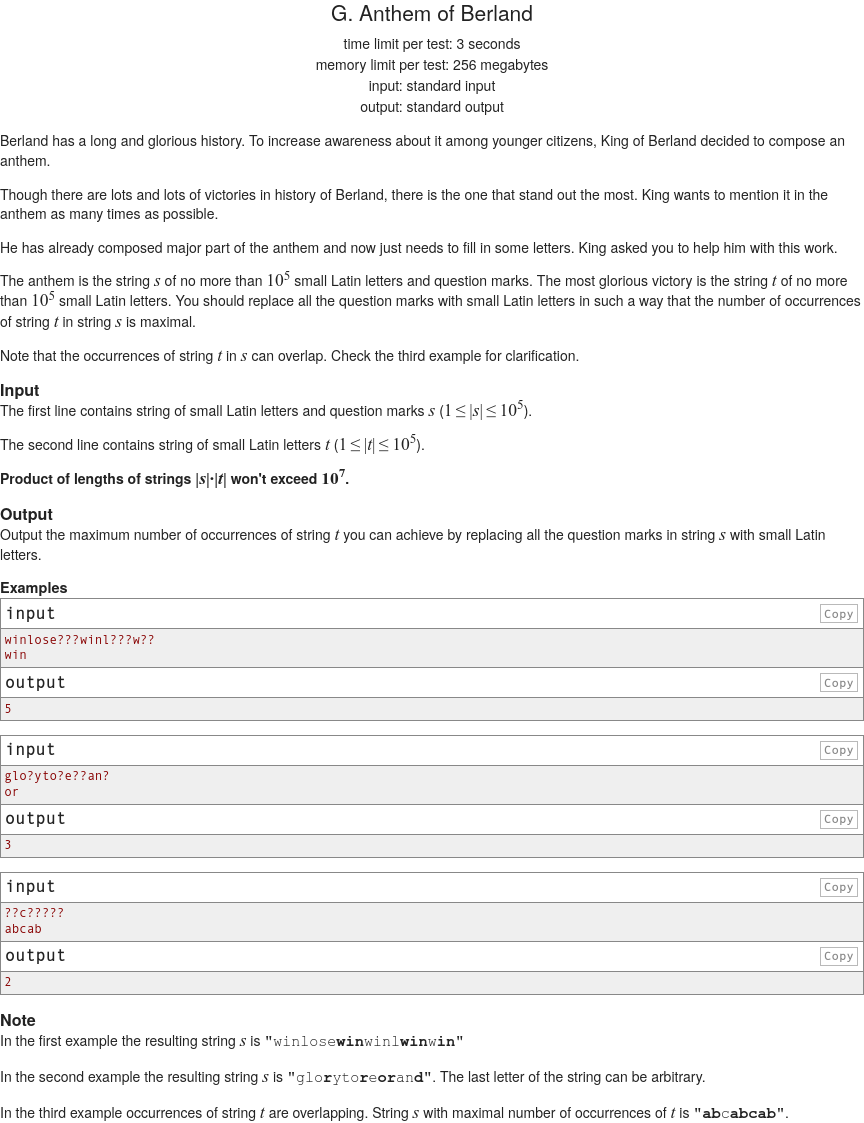 G. Anthem of Berland
time limit per test: 3 seconds
memory limit per test: 256 megabytes
input: standard input
output: standard output
Berland has a long and glorious history. To increase awareness about it among younger citizens, King of Berland decided to compose an
anthem.
Though there are lots and lots of victories in history of Berland, there is the one that stand out the most. King wants to mention it in the
anthem as many times as possible.
He has already composed major part of the anthem and now just needs to fill in some letters. King asked you to help him with this work.
The anthem is the string s of no more than 10^5 small Latin letters and question marks. The most glorious victory is the string t of no more
than 10^5 small Latin letters. You should replace all the question marks with small Latin letters in such a way that the number of occurrences
of string t in string s is maximal.
Note that the occurrences of string t in s can overlap. Check the third example for clarification.
Input
The first line contains string of small Latin letters and question marks s (1 ≤ |s| ≤ 10^5).
The second line contains string of small Latin letters t (1 ≤ |t| ≤ 10^5).
Product of lengths of strings |s|·|t| won't exceed 10^7.
Output
Output the maximum number of occurrences of string t you can achieve by replacing all the question marks in string s with small Latin
letters.
Examples
input Copy
winlose???winl???w??
win
output Copy
5
input Copy
glo?yto?e??an?
or
output Copy
3
input Copy
??c?????
abcab
output Copy
2
Note
In the first example the resulting string s is "winlosewinwinlwinwin"
In the second example the resulting string s is "glorytoreorand". The last letter of the string can be arbitrary.
In the third example occurrences of string t are overlapping. String s with maximal number of occurrences of t is "abcabcab".